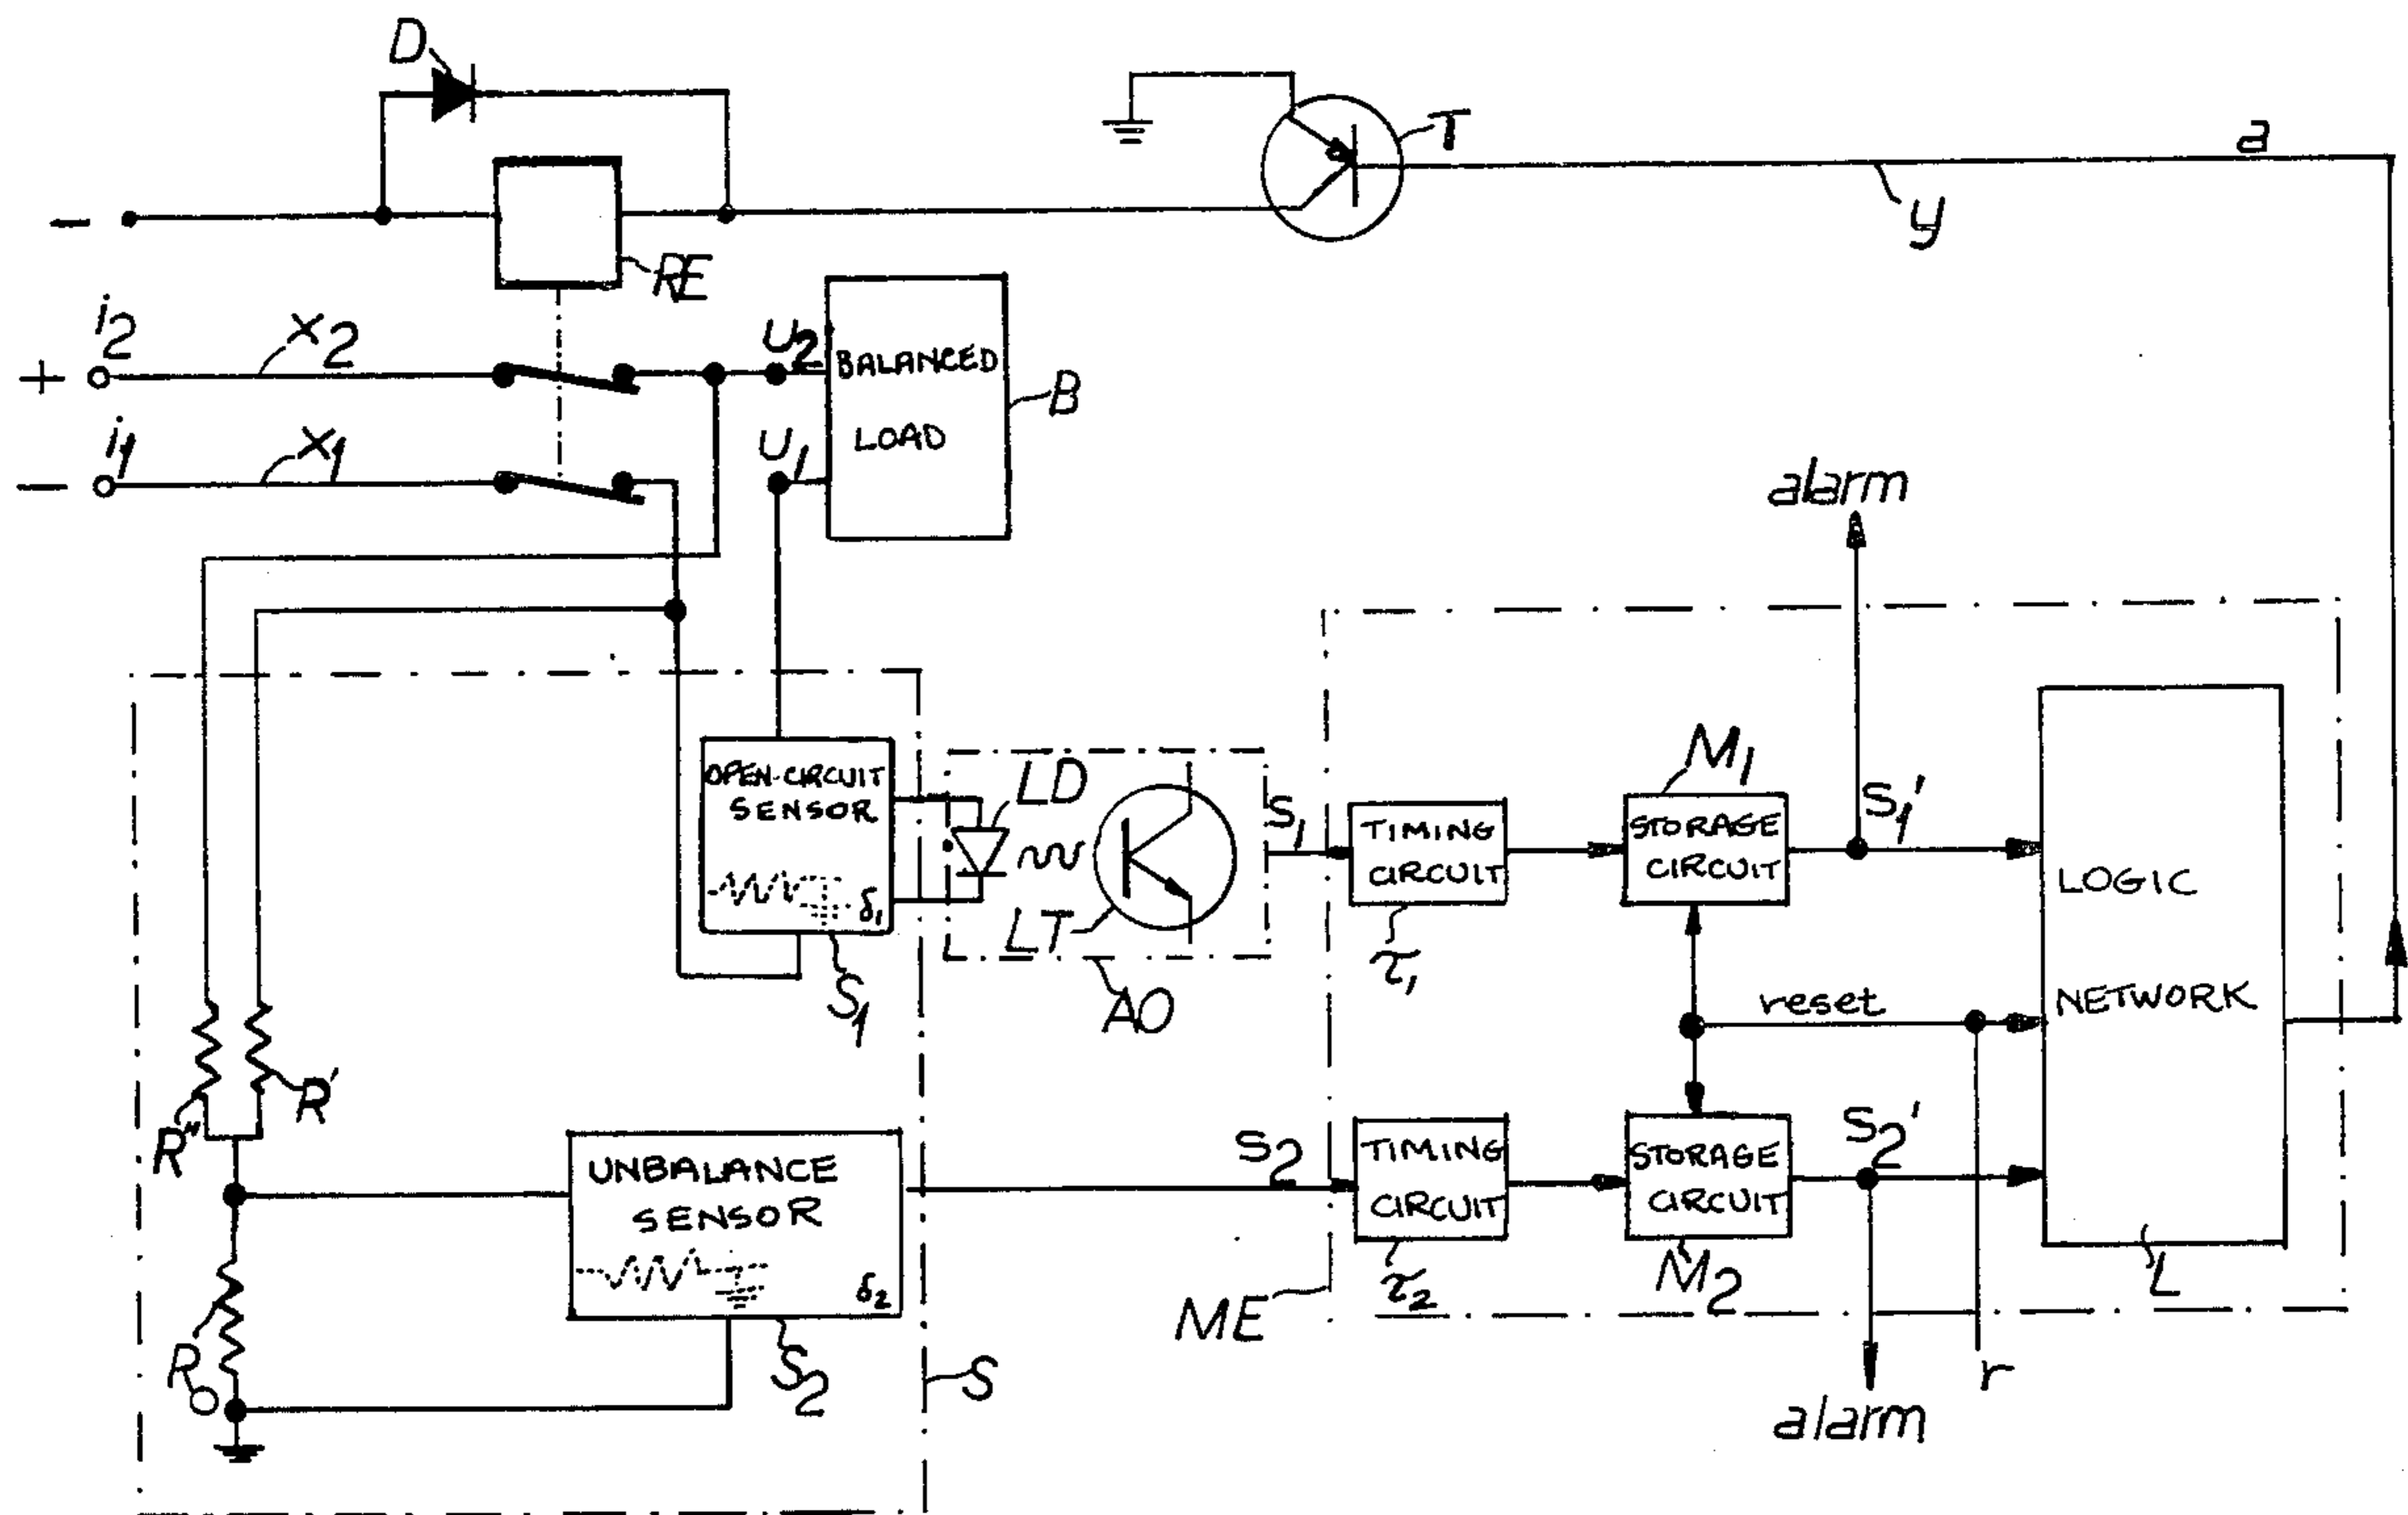 D
T
a
y
−
RE
i2
x2
U2
+
BALANCED
LOAD
B
i1
x1
U1
−
alarm
OPEN-CIRCUIT
SENSOR
δ1
S1
LD
LT
AO
S1
TIMING
CIRCUIT
τ1
M1
STORAGE
CIRCUIT
S1'
LOGIC
NETWORK
reset
R"
R'
UNBALANCE
SENSOR
δ2
S2
S2
TIMING
CIRCUIT
τ2
STORAGE
CIRCUIT
M2
S2'
L
ME
RO
S
r
alarm